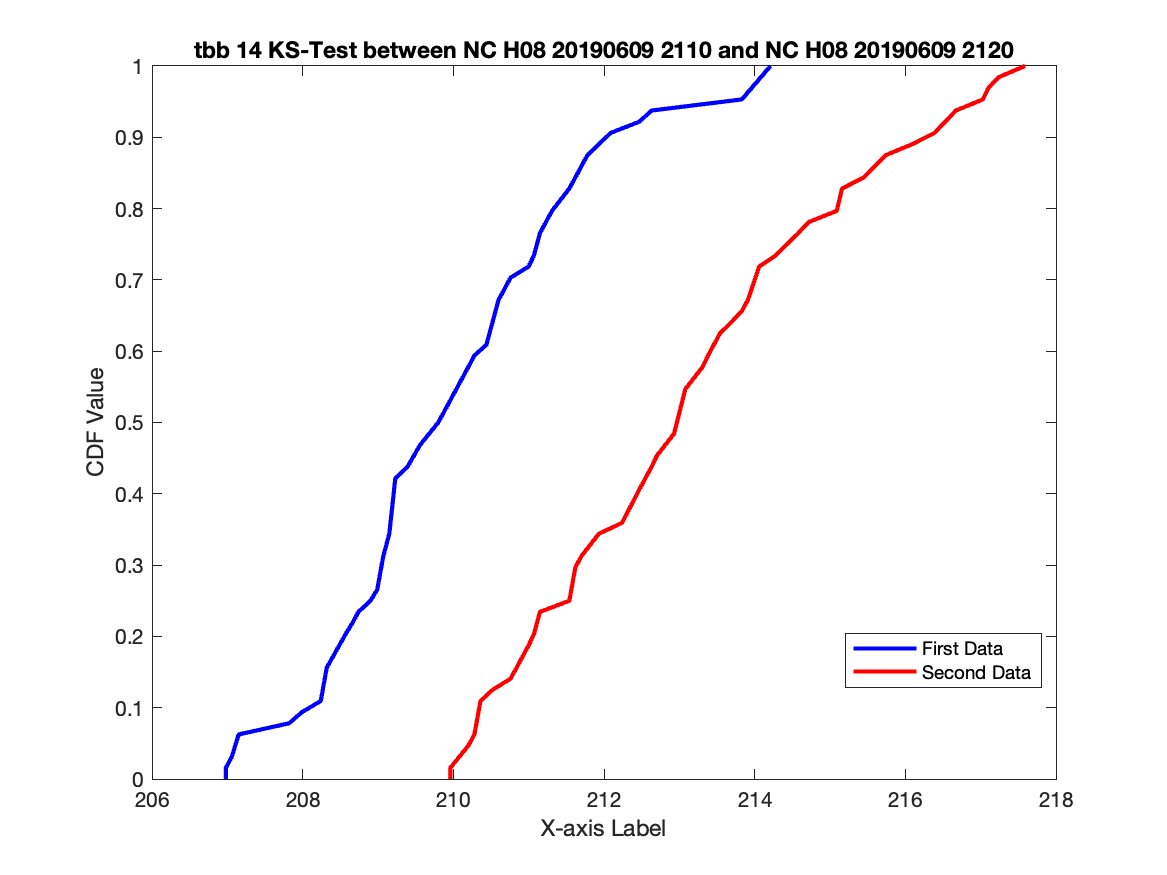 tbb 14 KS-Test between NC H08 20190609 2110 and NC H08 20190609 2120
1
0.9
0.8
0.7
0.6
0.5
0.4
0.3
0.2
0.1
0
CDF Value
First Data
Second Data
206 208 210 212 214 216 218
X-axis Label